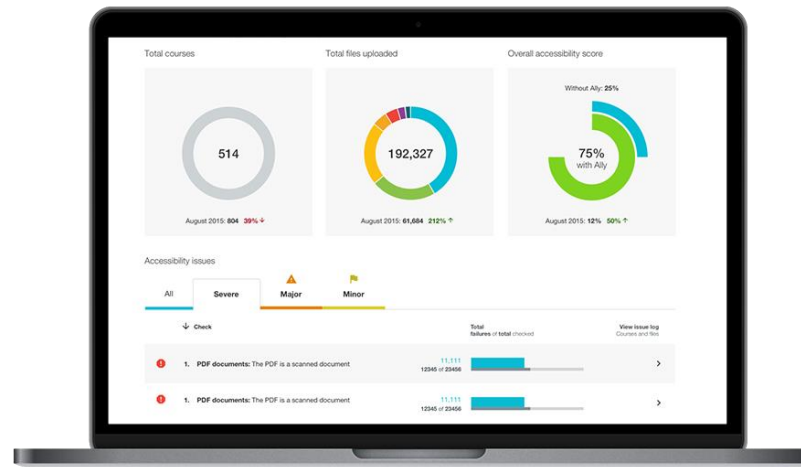 Total courses
Total files uploaded
Overall accessibility score
Without Ally: 25%
514
192,327
75%
with Ally
August 2015: 804 39% ↓
August 2015: 61,684 212% ↑
August 2015: 12% 50% ↑
Accessibility issues
All
Severe
Major
Minor
↓ Check
Total
failures of total checked
View issue log
Courses and files
1. PDF documents: The PDF is a scanned document
11,111
12345 of 23456
1. PDF documents: The PDF is a scanned document
11,111
12345 of 23456